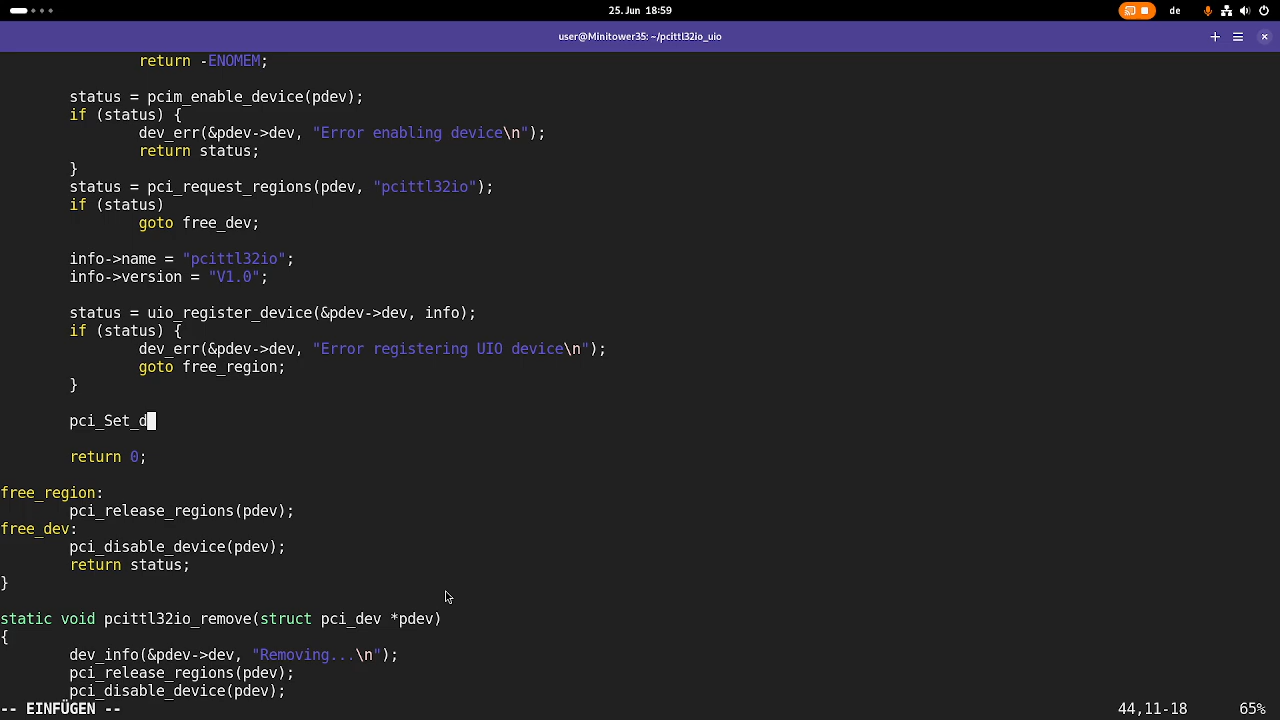 25. Jun 18:59
de
user@Minitower35: ~/pcittl32io_uio
return -ENOMEM;
status = pcim_enable_device(pdev);
if (status) {
dev_err(&pdev->dev, "Error enabling device\n");
return status;
}
status = pci_request_regions(pdev, "pcittl32io");
if (status)
goto free_dev;
info->name = "pcittl32io";
info->version = "V1.0";
status = uio_register_device(&pdev->dev, info);
if (status) {
dev_err(&pdev->dev, "Error registering UIO device\n");
goto free_region;
}
pci_Set_d
return 0;
free_region:
pci_release_regions(pdev);
free_dev:
pci_disable_device(pdev);
return status;
}
static void pcittl32io_remove(struct pci_dev *pdev)
{
dev_info(&pdev->dev, "Removing...\n");
pci_release_regions(pdev);
pci_disable_device(pdev);
-- EINFÜGEN -- 44,11-18 65%